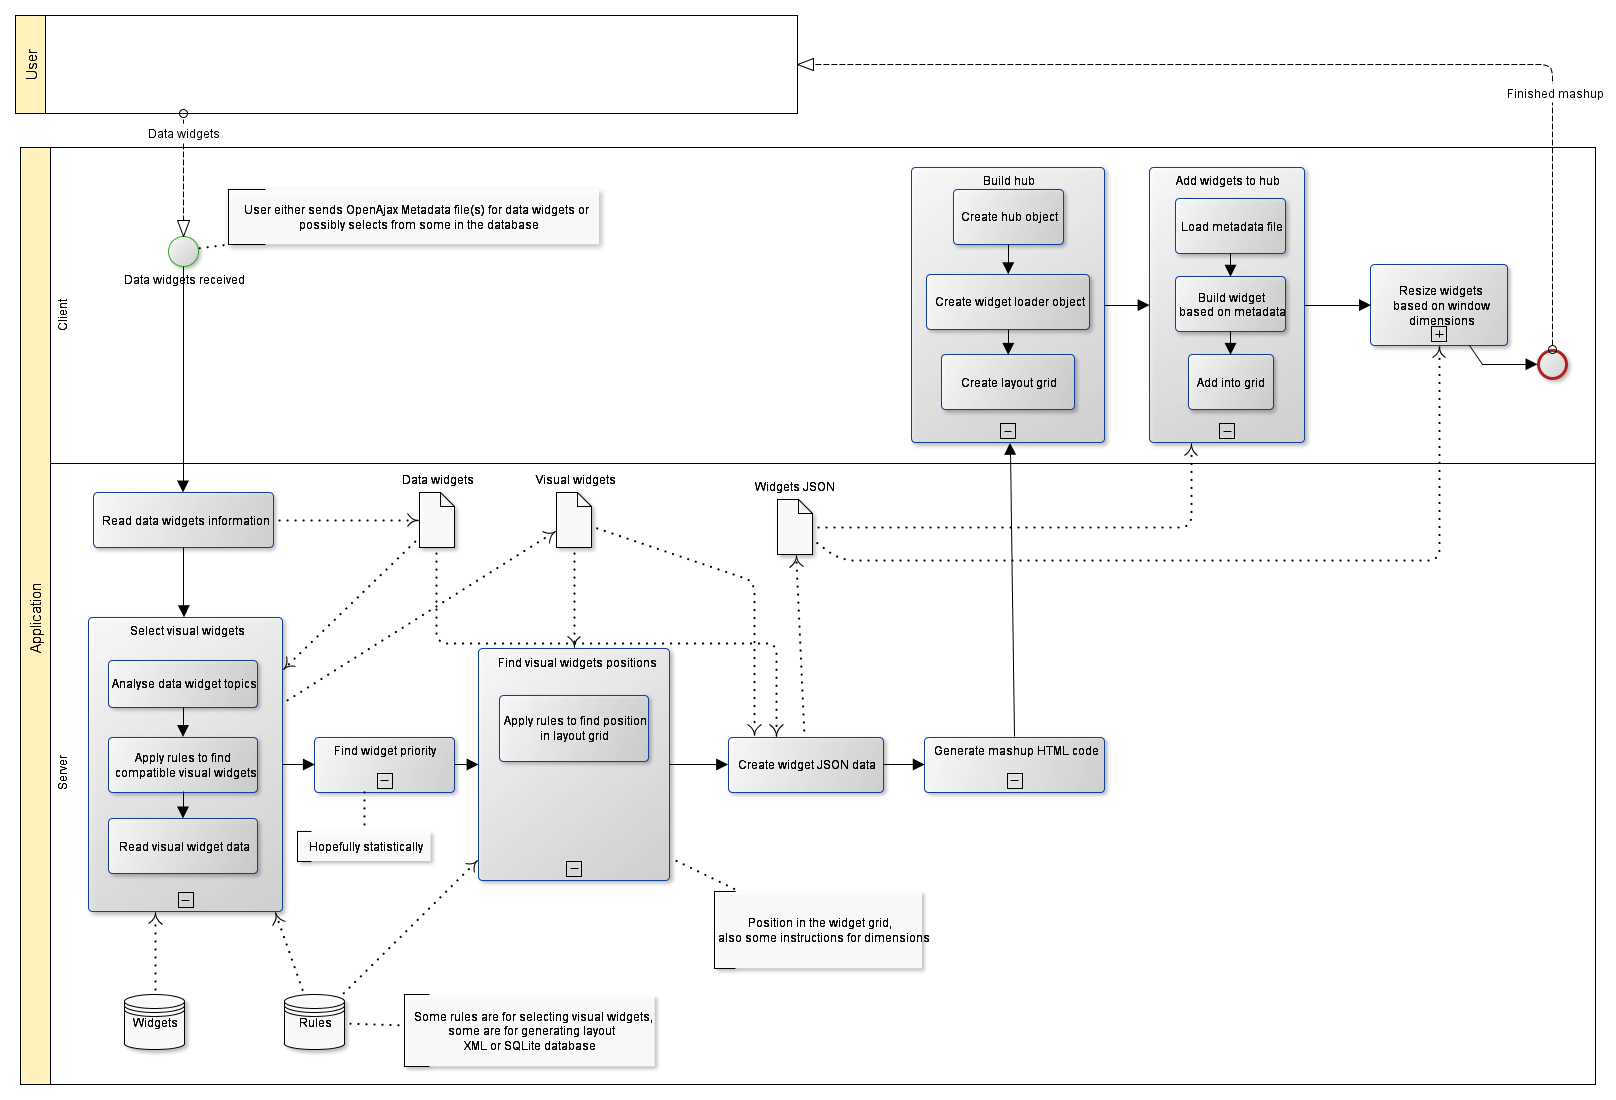 User
Data widgets
Finished mashup
Application
Client
User either sends OpenAjax Metadata file(s) for data widgets or
possibly selects from some in the database
Data widgets received
Build hub
Create hub object
Create widget loader object
Create layout grid
Add widgets to hub
Load metadata file
Build widget
based on metadata
Add into grid
Resize widgets
based on window
dimensions
Server
Read data widgets information
Data widgets
Visual widgets
Widgets JSON
Select visual widgets
Analyse data widget topics
Apply rules to find
compatible visual widgets
Read visual widget data
Find widget priority
Hopefully statistically
Find visual widgets positions
Apply rules to find position
in layout grid
Create widget JSON data
Generate mashup HTML code
Position in the widget grid,
also some instructions for dimensions
Widgets
Rules
Some rules are for selecting visual widgets,
some are for generating layout
XML or SQLite database